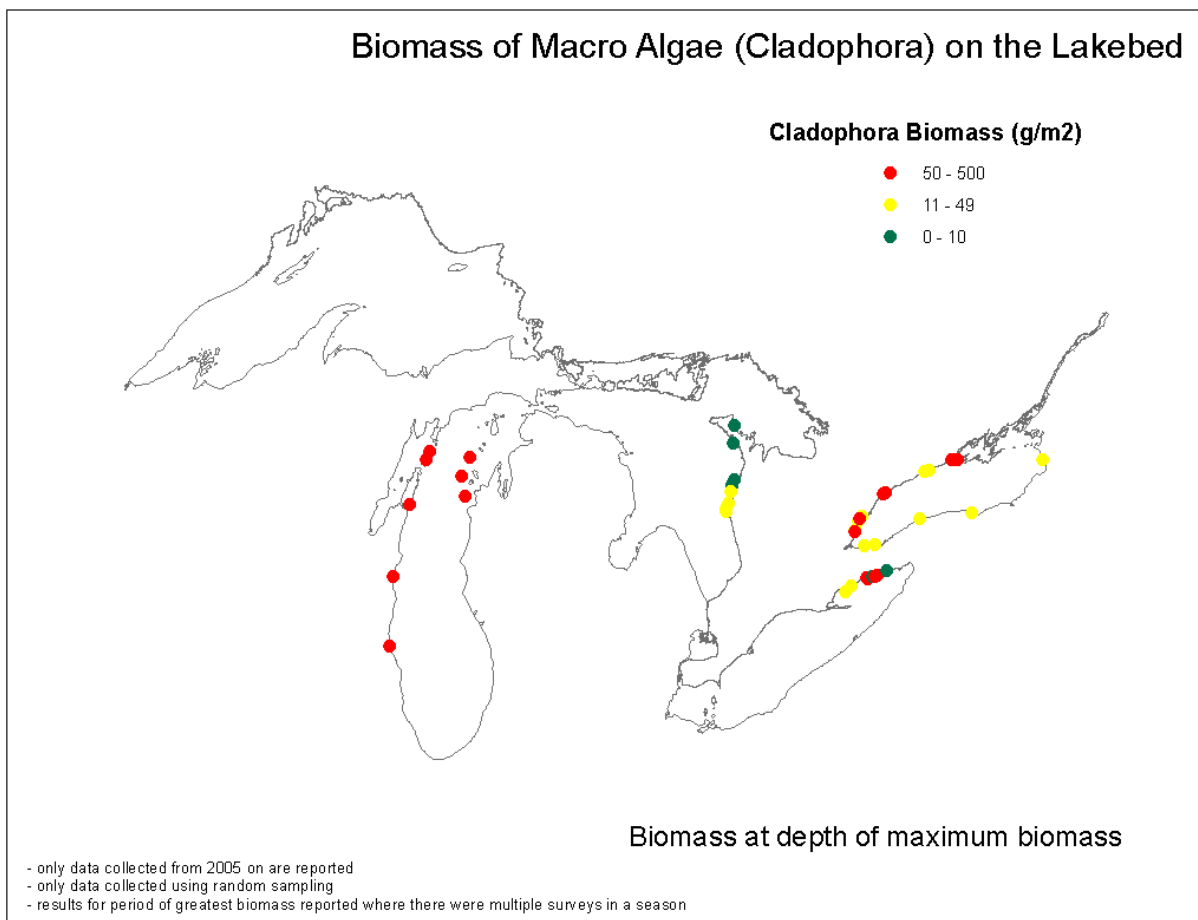 Biomass of Macro Algae (Cladophora) on the Lakebed
Cladophora Biomass (g/m2)
50 - 500
11 - 49
0 - 10
Biomass at depth of maximum biomass
- only data collected from 2005 on are reported
- only data collected using random sampling
- results for period of greatest biomass reported where there were multiple surveys in a season